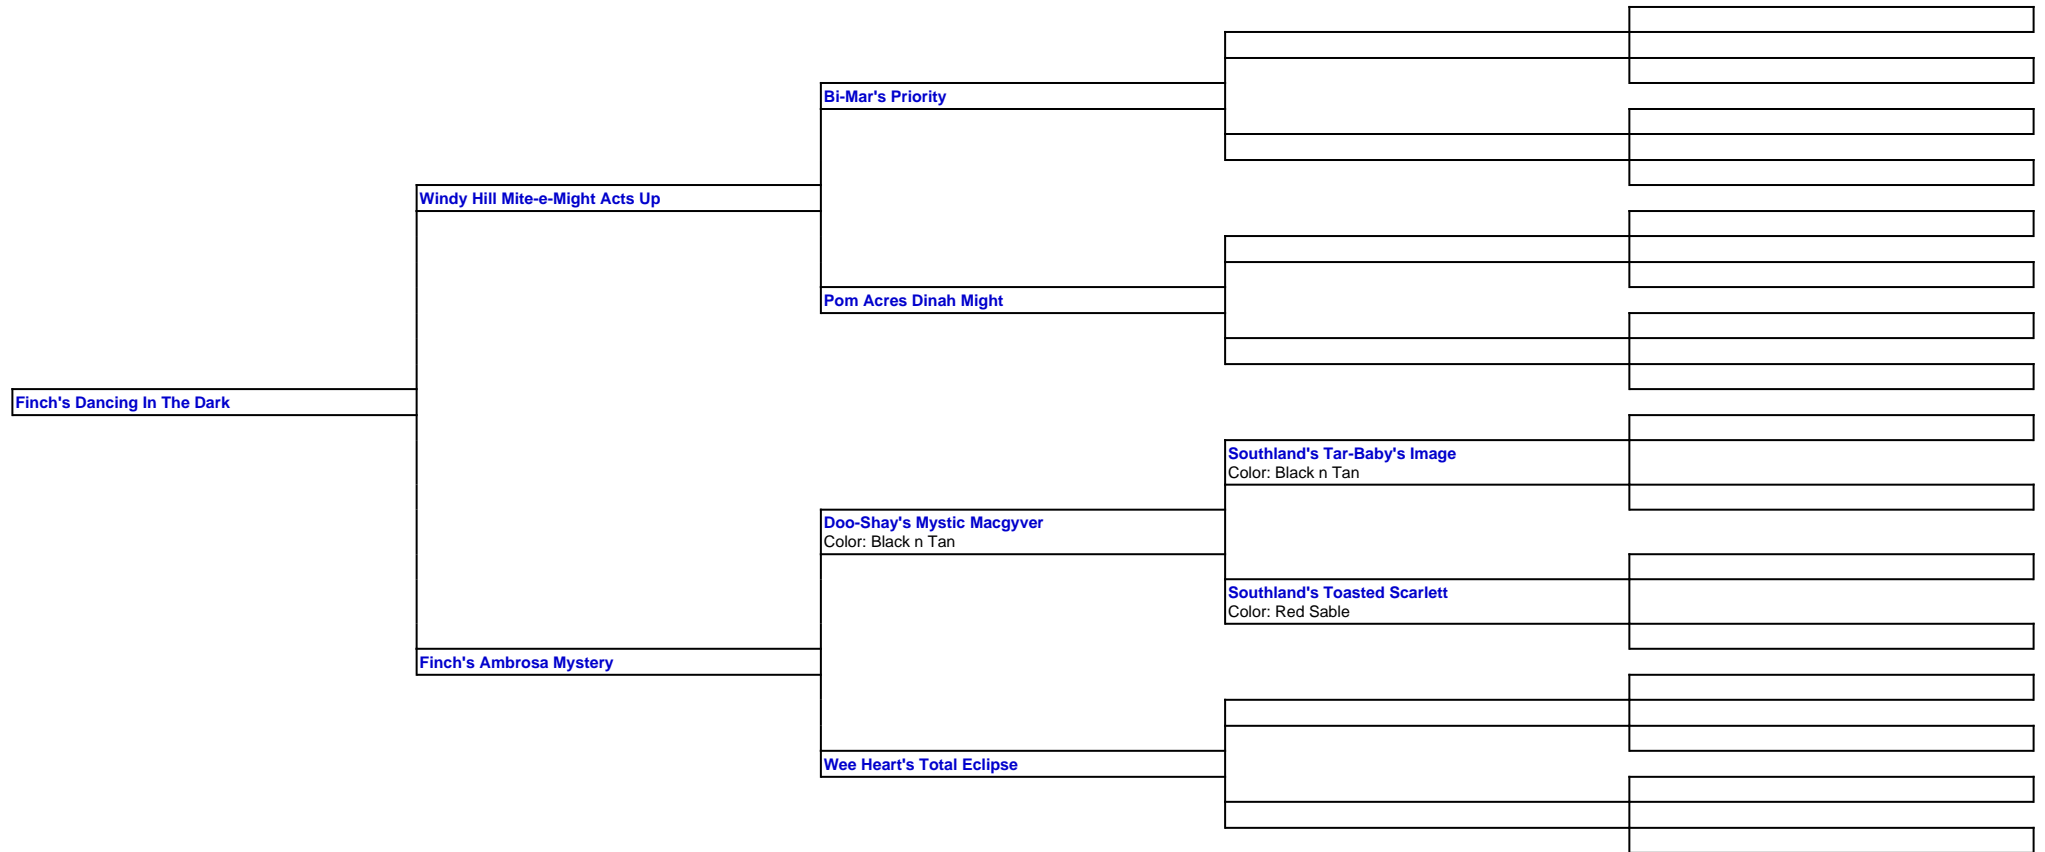 Bi-Mar's Priority
Windy Hill Mite-e-Might Acts Up
Pom Acres Dinah Might
Finch's Dancing In The Dark
Southland's Tar-Baby's Image
Color: Black n Tan
Doo-Shay's Mystic Macgyver
Color: Black n Tan
Southland's Toasted Scarlett
Color: Red Sable
Finch's Ambrosa Mystery
Wee Heart's Total Eclipse